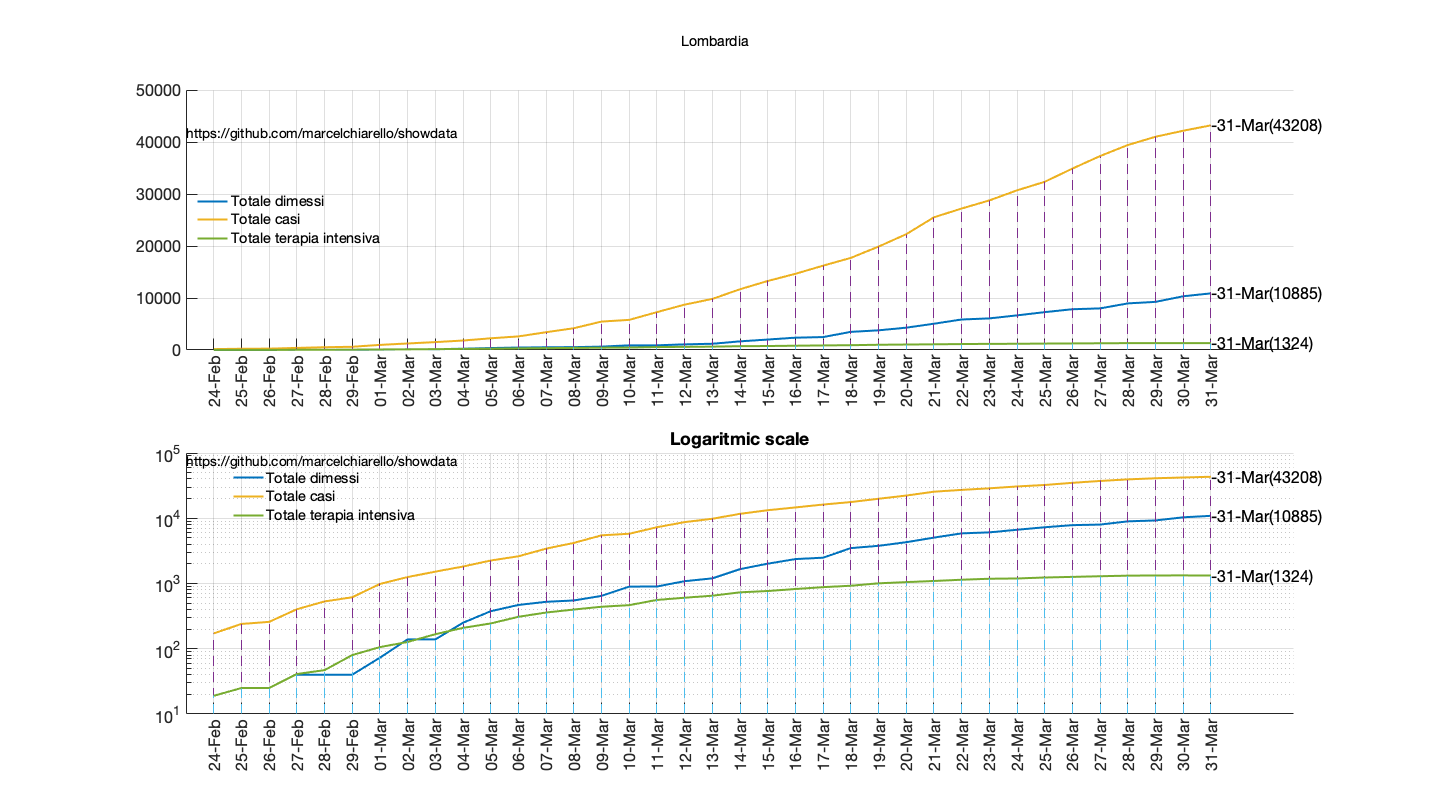 Lombardia
50000
40000
30000
20000
10000
0
https://github.com/marcelchiarello/showdata
Totale dimessi
Totale casi
Totale terapia intensiva
-31-Mar(43208)
-31-Mar(10885)
-31-Mar(1324)
24-Feb 25-Feb 26-Feb 27-Feb 28-Feb 29-Feb 01-Mar 02-Mar 03-Mar 04-Mar 05-Mar 06-Mar 07-Mar 08-Mar 09-Mar 10-Mar 11-Mar 12-Mar 13-Mar 14-Mar 15-Mar 16-Mar 17-Mar 18-Mar 19-Mar 20-Mar 21-Mar 22-Mar 23-Mar 24-Mar 25-Mar 26-Mar 27-Mar 28-Mar 29-Mar 30-Mar 31-Mar
Logaritmic scale
10^5
10^4
10^3
10^2
10^1
https://github.com/marcelchiarello/showdata
Totale dimessi
Totale casi
Totale terapia intensiva
-31-Mar(43208)
-31-Mar(10885)
-31-Mar(1324)
24-Feb 25-Feb 26-Feb 27-Feb 28-Feb 29-Feb 01-Mar 02-Mar 03-Mar 04-Mar 05-Mar 06-Mar 07-Mar 08-Mar 09-Mar 10-Mar 11-Mar 12-Mar 13-Mar 14-Mar 15-Mar 16-Mar 17-Mar 18-Mar 19-Mar 20-Mar 21-Mar 22-Mar 23-Mar 24-Mar 25-Mar 26-Mar 27-Mar 28-Mar 29-Mar 30-Mar 31-Mar